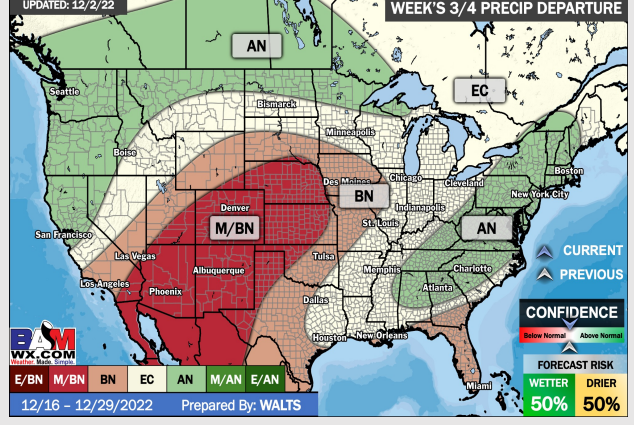 UPDATED: 12/2/22
WEEK'S 3/4 PRECIP DEPARTURE
AN
EC
Seattle
Bismarck
Minneapolis
Boise
Boston
Chicago
Cleveland
Des Moines
New York City
BN
Denver
Indianapolis
San Francisco
M/BN
St. Louis
AN
CURRENT
Las Vegas
Tulsa
Memphis
Charlotte
PREVIOUS
Los Angeles
Albuquerque
Phoenix
Atlanta
Dallas
CONFIDENCE
Below Normal
Above Normal
Houston
New Orleans
BAM
WX.COM
Weather. Made. Simple.
FORECAST RISK
E/BN M/BN BN EC AN M/AN E/AN
Miami
WETTER DRIER
50% 50%
12/16 – 12/29/2022 Prepared By: WALTS